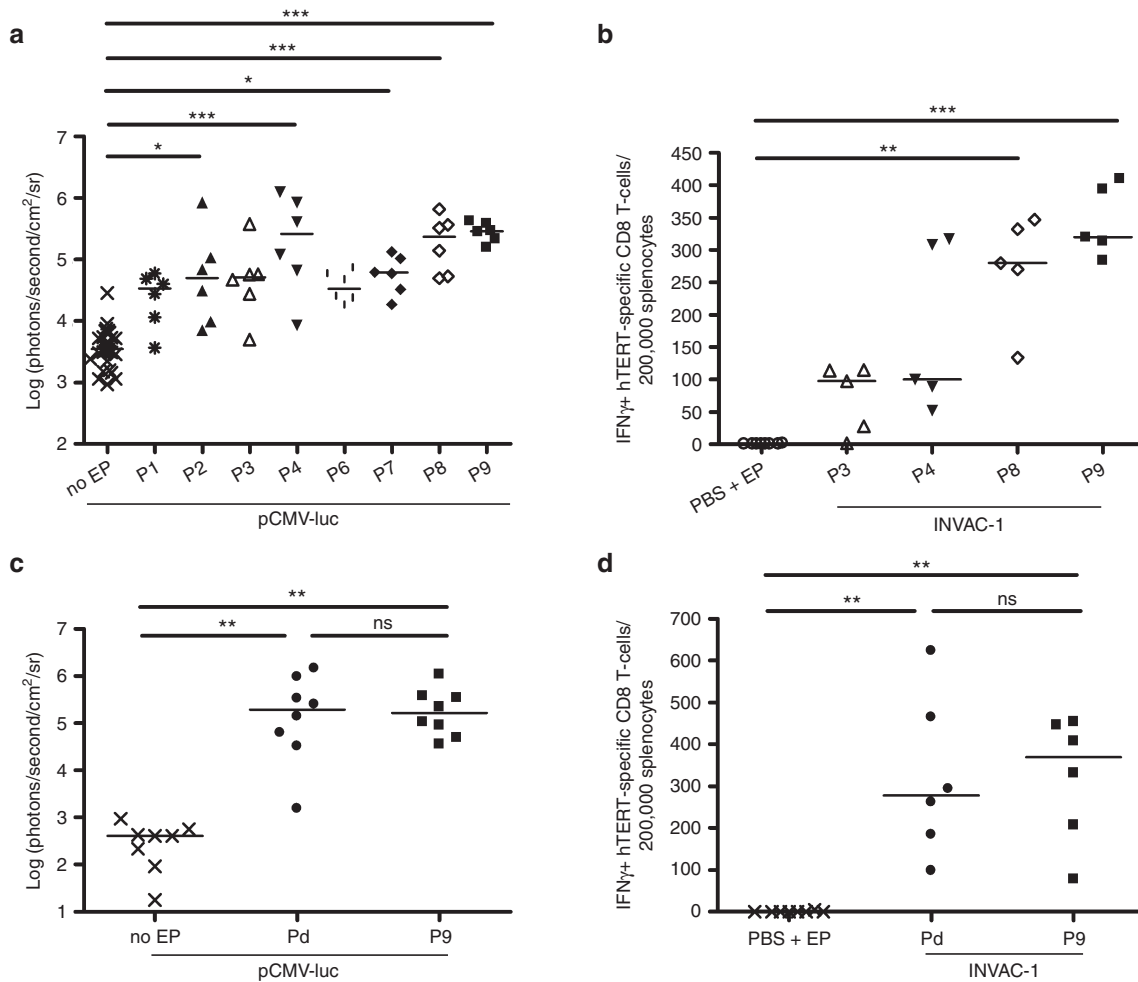 a
***
***
*
***
*
7
6
5
4
3
2
Log (photons/second/cm²/sr)
no EP
P1
P2
P3
P4
P6
P7
P8
P9
pCMV-luc
b
***
**
450
400
350
300
250
200
150
100
50
0
IFNγ+ hTERT-specific CD8 T-cells/
200,000 splenocytes
PBS + EP
P3
P4
P8
P9
INVAC-1
c
**
**
ns
7
6
5
4
3
2
1
Log (photons/second/cm²/sr)
no EP
Pd
P9
pCMV-luc
d
**
**
ns
700
600
500
400
300
200
100
0
IFNγ+ hTERT-specific CD8 T-cells/
200,000 splenocytes
PBS + EP
Pd
P9
INVAC-1